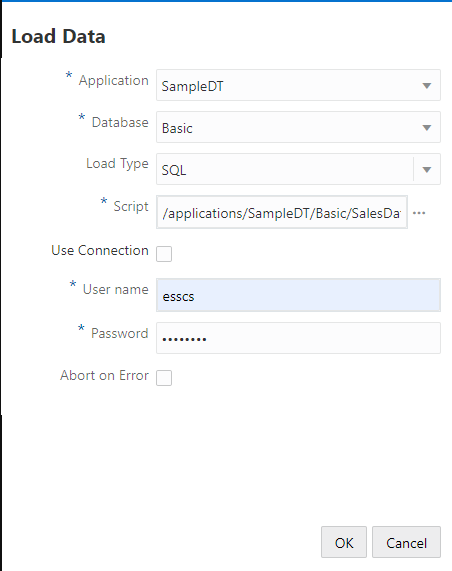 Load Data
* Application SampleDT
* Database Basic
Load Type SQL
* Script /applications/SampleDT/Basic/SalesDa
Use Connection
* User name esscs
* Password ••••••••
Abort on Error
OK Cancel